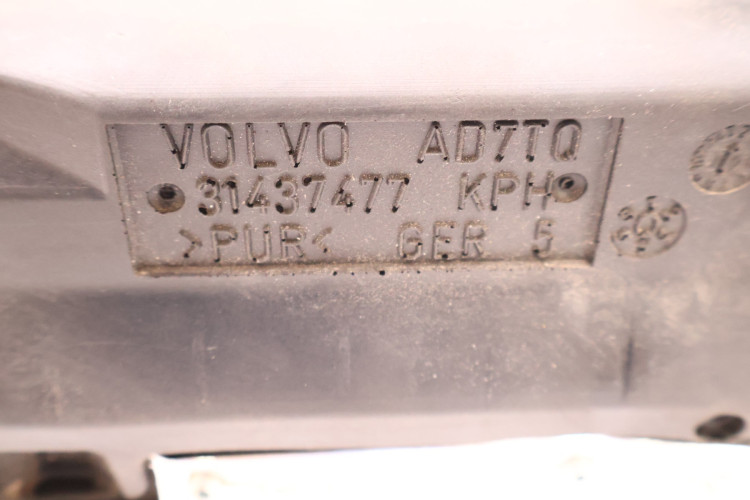 VOLVO AD7TQ
31437477 KPH
>PUR< GER 5